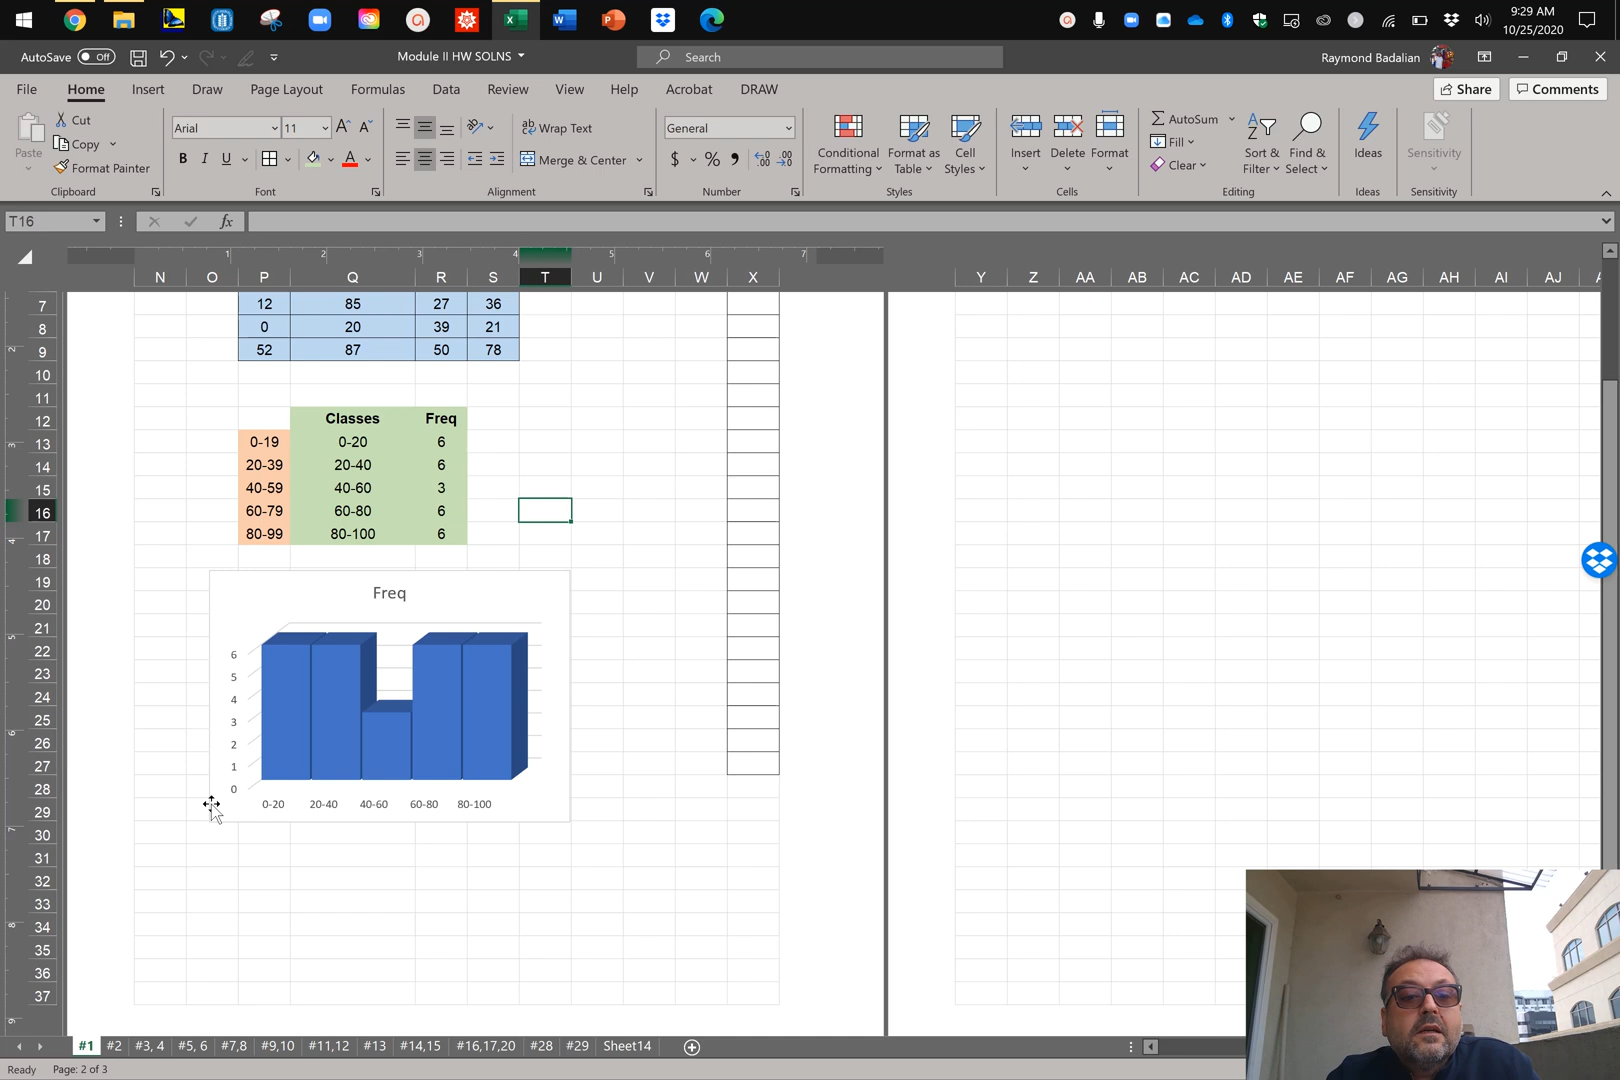 9:29 AM
10/25/2020
AutoSave Off
Module II HW SOLNS
Search
Raymond Badalian
File Home Insert Draw Page Layout Formulas Data Review View Help Acrobat DRAW
Share
Comments
Paste
Cut
Copy
Format Painter
Clipboard
Arial 11
B I U
Font
Wrap Text
Merge & Center
Alignment
General
$ %
Number
Conditional Formatting
Format as Table
Cell Styles
Styles
Insert
Delete
Format
Cells
AutoSum
Fill
Clear
Sort & Filter
Find & Select
Editing
Ideas
Ideas
Sensitivity
Sensitivity
T16
fx
1 2 3 4 5 6 7
N O P Q R S T U V W X Y Z AA AB AC AD AE AF AG AH AI AJ
7 12 85 27 36
8 0 20 39 21
9 52 87 50 78
10
11
12 Classes Freq
13 0-19 0-20 6
14 20-39 20-40 6
15 40-59 40-60 3
16 60-79 60-80 6
17 80-99 80-100 6
18
19
20
21
22
23
24
25
26
27
28
29
30
31
32
33
34
35
36
37
Freq
6
5
4
3
2
1
0
0-20 20-40 40-60 60-80 80-100
#1 #2 #3, 4 #5, 6 #7,8 #9,10 #11,12 #13 #14,15 #16,17,20 #28 #29 Sheet14
Ready Page: 2 of 3